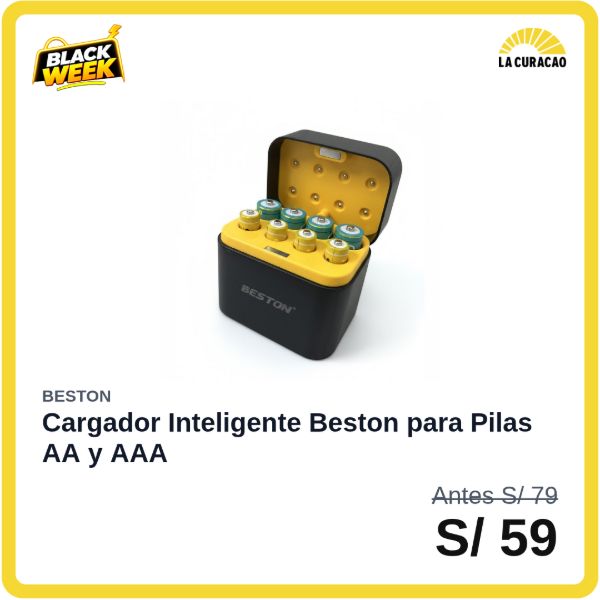 BLACK
WEEK
LA CURACAO
BESTON
BESTON
Cargador Inteligente Beston para Pilas
AA y AAA
Antes S/ 79
S/ 59